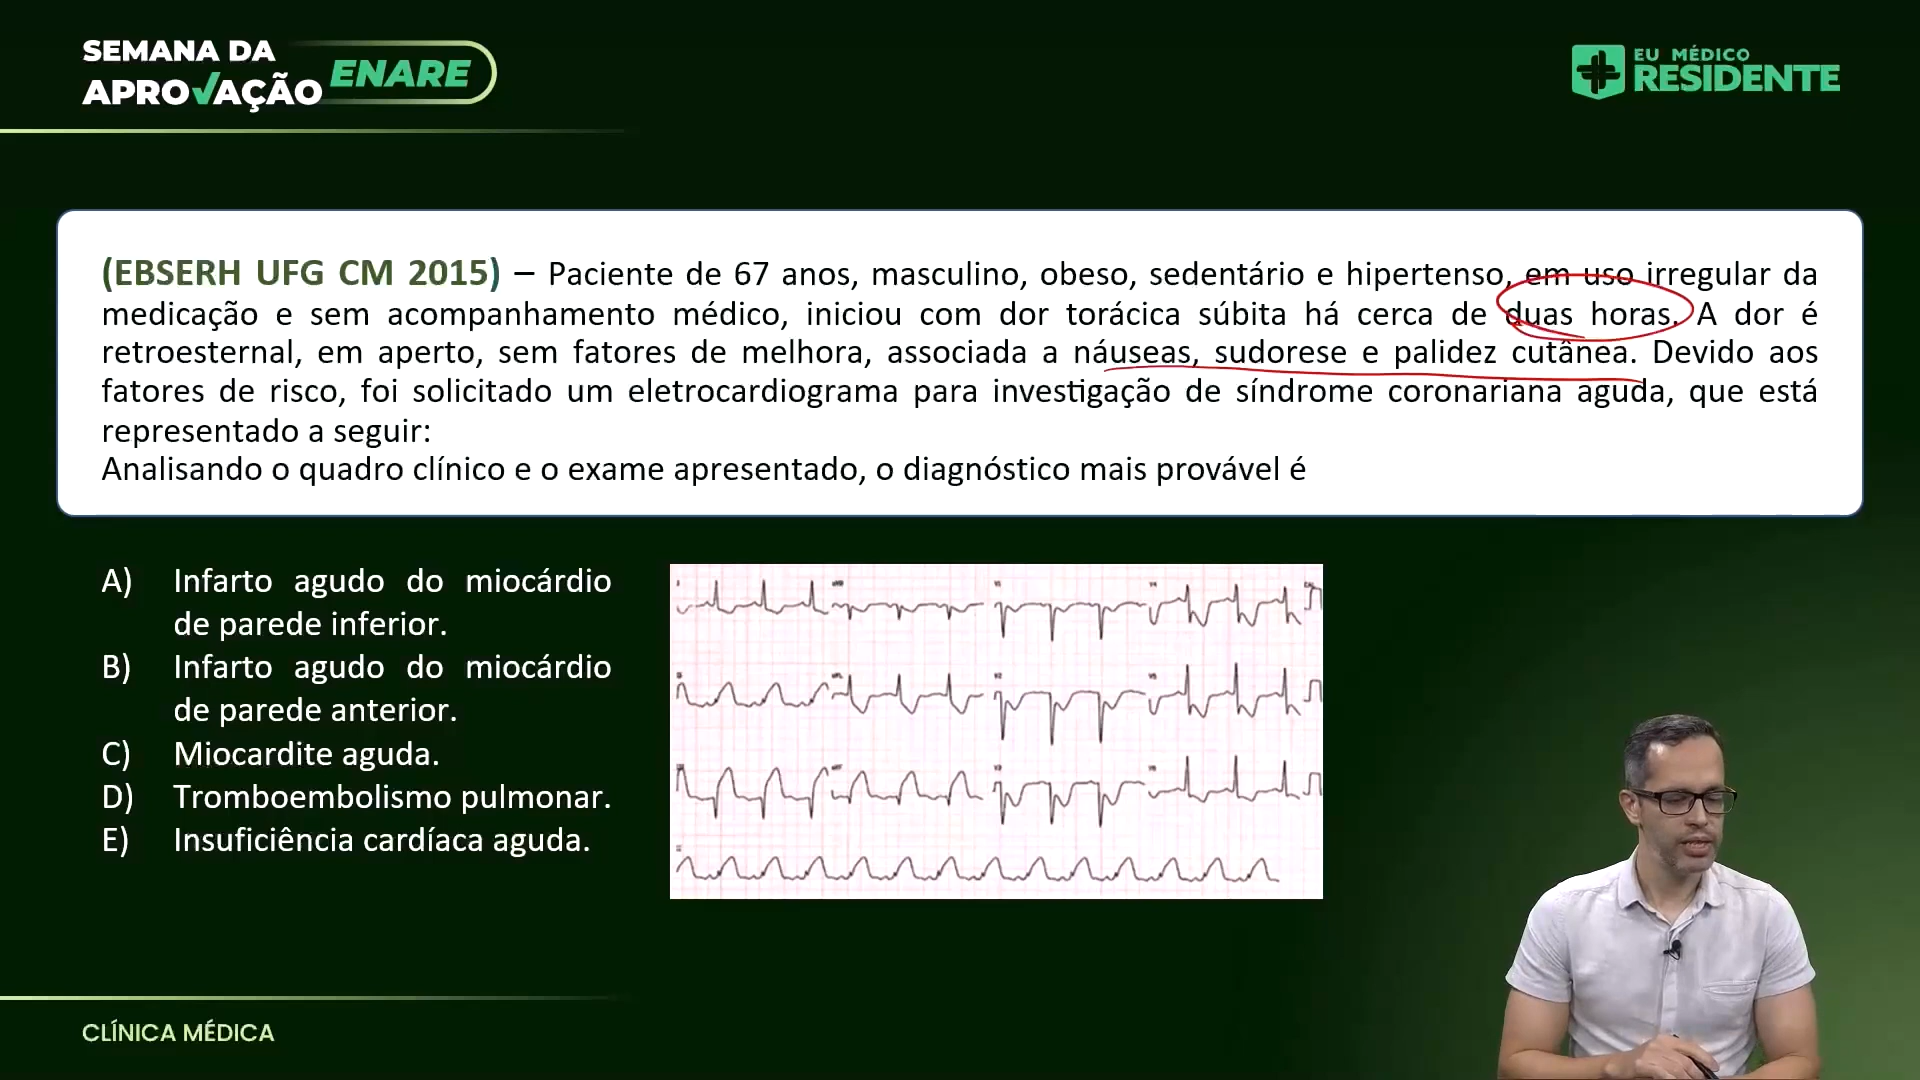 SEMANA DA
APROVAÇÃO ENARE
EU MÉDICO
RESIDENTE
(EBSERH UFG CM 2015) – Paciente de 67 anos, masculino, obeso, sedentário e hipertenso, em uso irregular da
medicação e sem acompanhamento médico, iniciou com dor torácica súbita há cerca de duas horas. A dor é
retroesternal, em aperto, sem fatores de melhora, associada a náuseas, sudorese e palidez cutânea. Devido aos
fatores de risco, foi solicitado um eletrocardiograma para investigação de síndrome coronariana aguda, que está
representado a seguir:
Analisando o quadro clínico e o exame apresentado, o diagnóstico mais provável é
A) Infarto agudo do miocárdio
de parede inferior.
B) Infarto agudo do miocárdio
de parede anterior.
C) Miocardite aguda.
D) Tromboembolismo pulmonar.
E) Insuficiência cardíaca aguda.
CLÍNICA MÉDICA